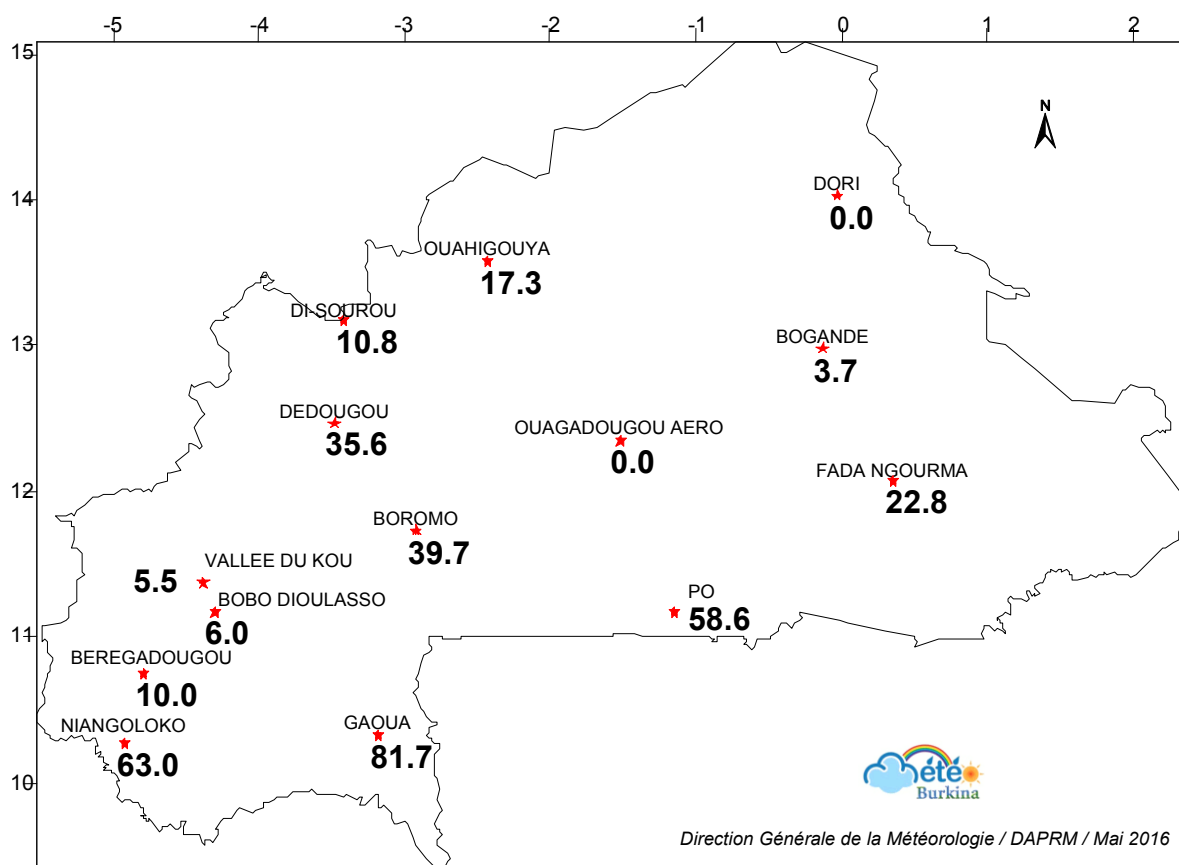 -5 -4 -3 -2 -1 0 1 2
15
N
14
DORI
0.0
OUAHIGOUYA
17.3
DI-SOUROU
10.8
13
BOGANDE
3.7
DEDOUGOU
35.6
OUAGADOUGOU AERO
0.0
FADA NGOURMA
22.8
12
BOROMO
39.7
VALLEE DU KOU
5.5
BOBO DIOULASSO
6.0
PO
58.6
11
BEREGADOUGOU
10.0
NIANGOLOKO
63.0
GAOUA
81.7
10
Météo
Burkina
Direction Générale de la Météorologie / DAPRM / Mai 2016